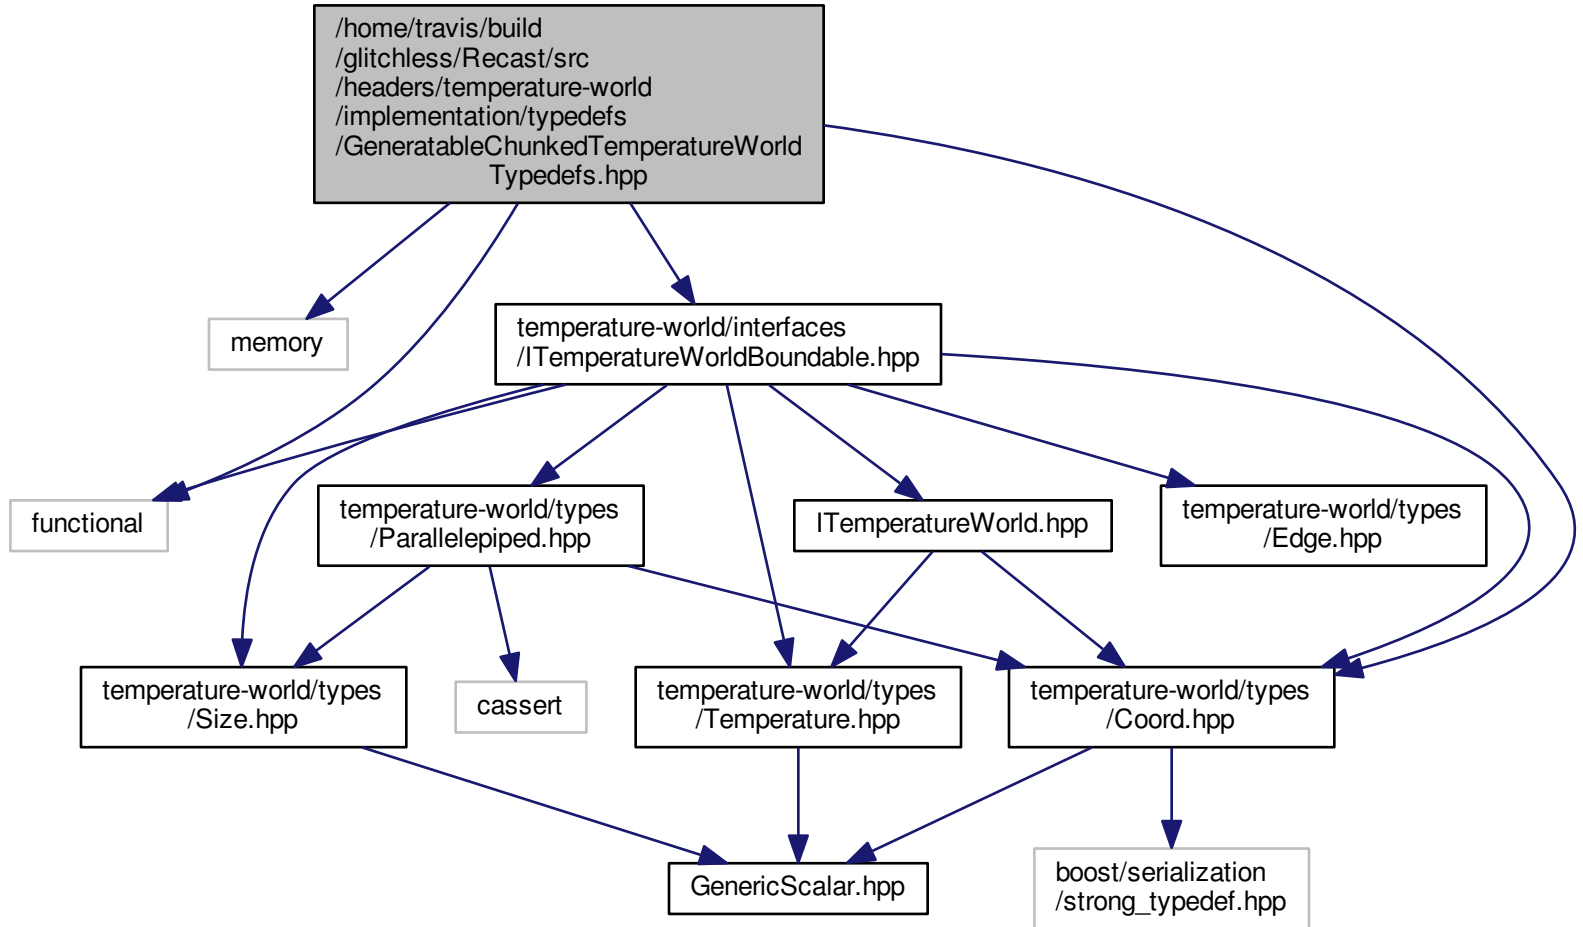 /home/travis/build
/glitchless/Recast/src
/headers/temperature-world
/implementation/typedefs
/GeneratableChunkedTemperatureWorld
Typedefs.hpp
memory
temperature-world/interfaces
/ITemperatureWorldBoundable.hpp
functional
temperature-world/types
/Parallelepiped.hpp
ITemperatureWorld.hpp
temperature-world/types
/Edge.hpp
temperature-world/types
/Size.hpp
cassert
temperature-world/types
/Temperature.hpp
temperature-world/types
/Coord.hpp
GenericScalar.hpp
boost/serialization
/strong_typedef.hpp